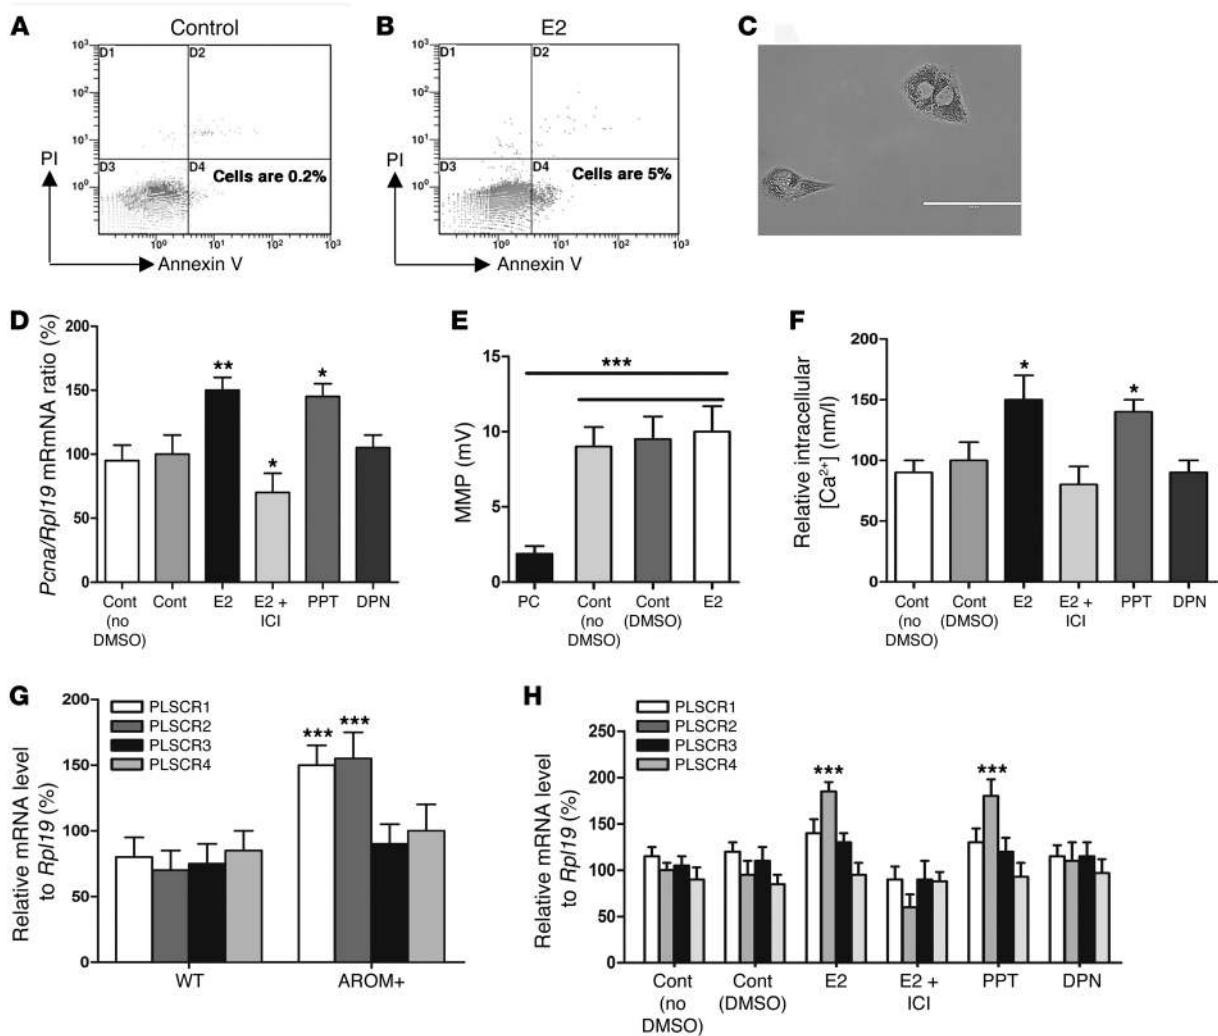 A
Control
B
E2
C
10³
D1
D2
10²
10¹
PI
D3
D4
Cells are 0.2%
10⁰
10⁰
10¹
10²
10³
Annexin V
10³
D1
D2
10²
10¹
PI
D3
D4
Cells are 5%
10⁰
10⁰
10¹
10²
10³
Annexin V
D
Pcna/Rpl19 mRmNA ratio (%)
200
150
100
50
0
**
*
*
Cont
(no
DMSO)
Cont
E2
E2 +
ICI
PPT
DPN
E
MMP (mV)
15
10
5
0
***
PC
Cont
(no
DMSO)
Cont
(DMSO)
E2
F
Relative intracellular
[Ca²⁺] (nm/l)
200
150
100
50
0
*
*
Cont
(no
DMSO)
Cont
(DMSO)
E2
E2 +
ICI
PPT
DPN
G
Relative mRNA level
to Rpl19 (%)
200
150
100
50
0
PLSCR1
PLSCR2
PLSCR3
PLSCR4
***
***
WT
AROM+
H
Relative mRNA level
to Rpl19 (%)
250
200
150
100
50
0
PLSCR1
PLSCR2
PLSCR3
PLSCR4
***
***
Cont
(no
DMSO)
Cont
(DMSO)
E2
E2 +
ICI
PPT
DPN